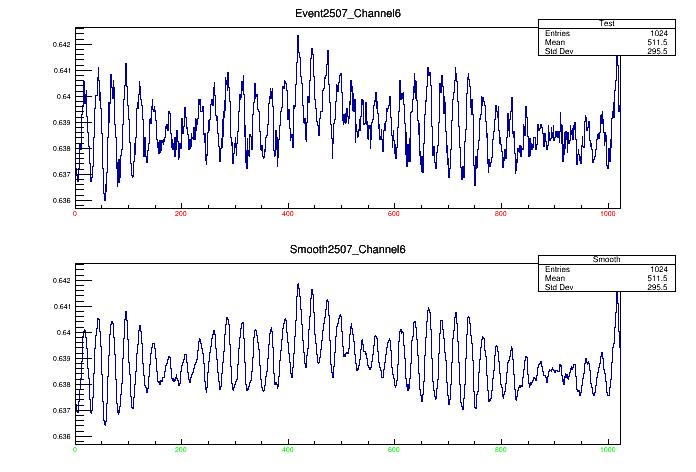 Event2507_Channel6
Test
Entries 1024
Mean 511.5
Std Dev 295.5
0.642
0.641
0.64
0.639
0.638
0.637
0.636
0 200 400 600 800 1000
Smooth2507_Channel6
Smooth
Entries 1024
Mean 511.5
Std Dev 295.5
0.642
0.641
0.64
0.639
0.638
0.637
0.636
0 200 400 600 800 1000